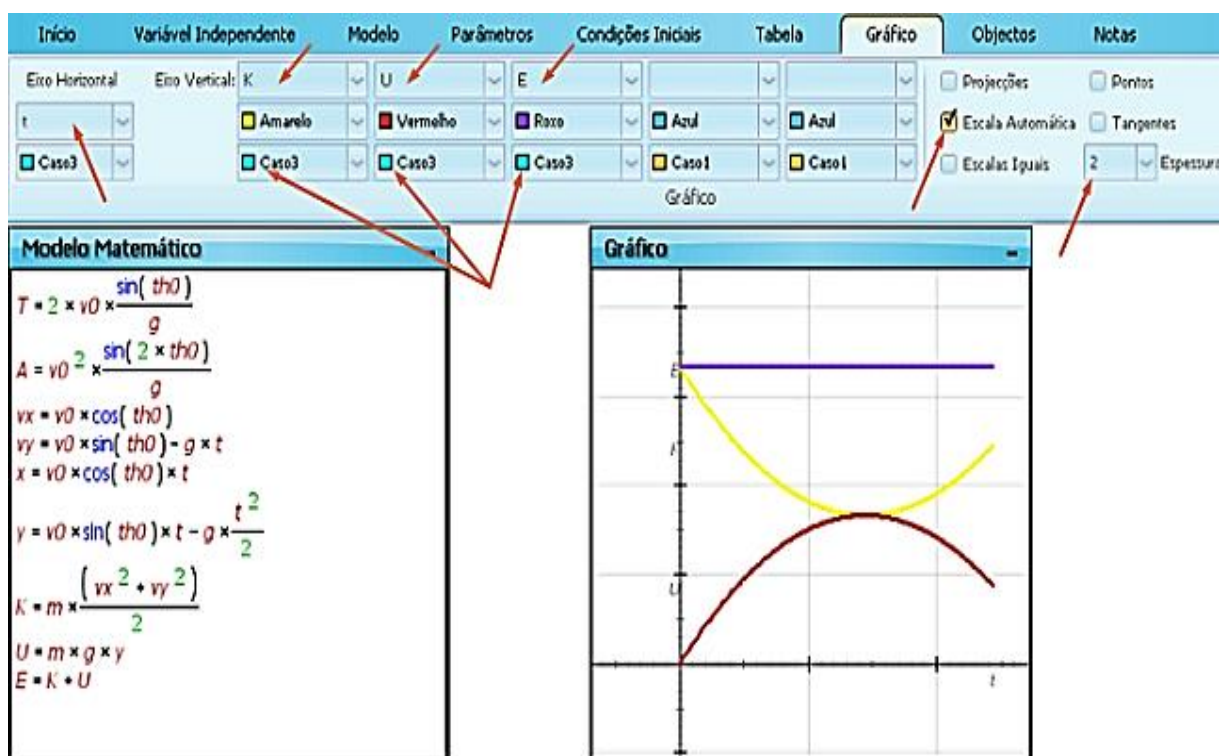 Início Variável Independente Modelo Parâmetros Condições Iniciais Tabela Gráfico Objectos Notas
Eixo Horizontal Eixo Vertical: K U E Projecções Pontos
t Amarelo Vermelho Roxo Azul Azul Escala Automática Tangentes
Caso3 Caso3 Caso3 Caso3 Caso1 Caso1 Escalas Iguais 2 Espessura
Gráfico
Modelo Matemático
T = 2 × v0 × sin( th0 ) / g
A = v0 ^2 × sin( 2 × th0 ) / g
vx = v0 × cos( th0 )
vy = v0 × sin( th0 ) - g × t
x = v0 × cos( th0 ) × t
y = v0 × sin( th0 ) × t - g × t ^2 / 2
K = m × ( vx ^2 + vy ^2 ) / 2
U = m × g × y
E = K + U
Gráfico
E
U
t